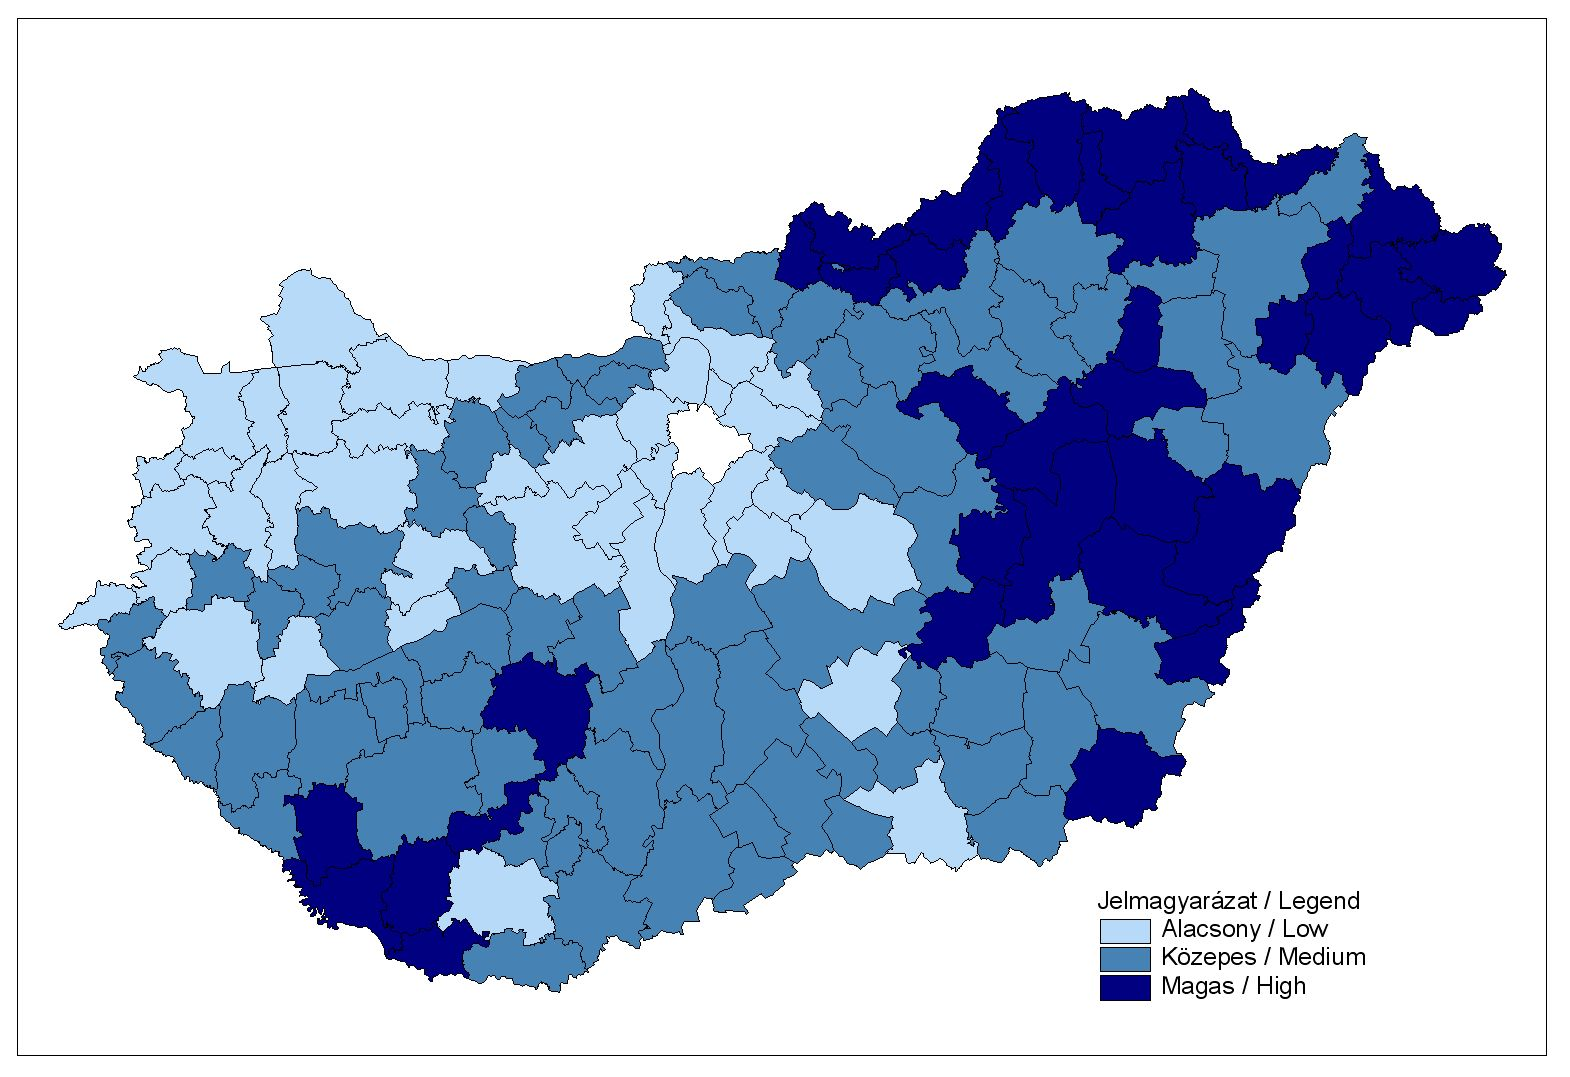 Jelmagyarázat / Legend
Alacsony / Low
Közepes / Medium
Magas / High